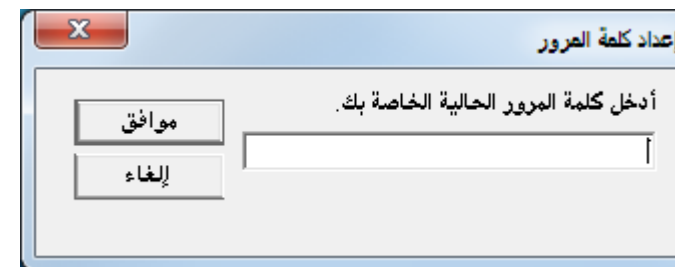 إعداد كلمة المرور
أدخل كلمة المرور الحالية الخاصة بك.
موافق
إلغاء